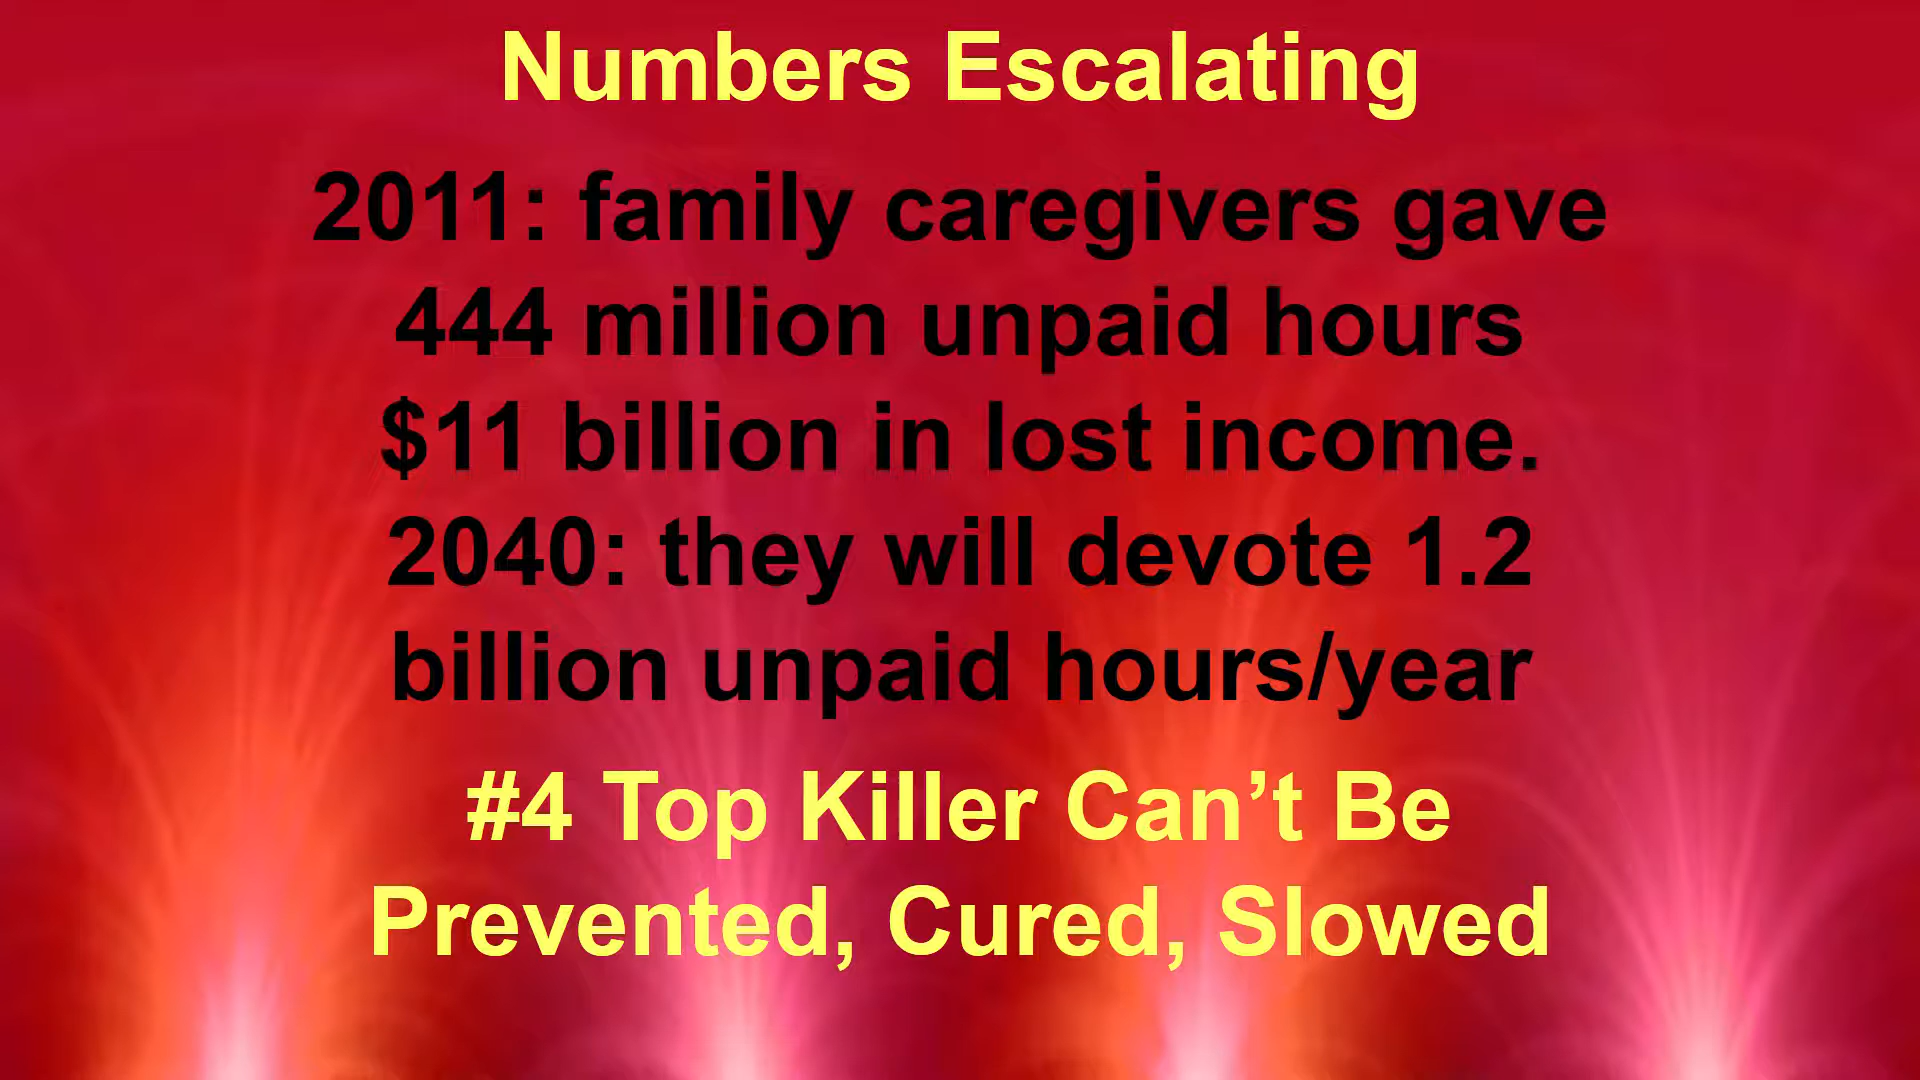 Numbers Escalating
2011: family caregivers gave
444 million unpaid hours
$11 billion in lost income.
2040: they will devote 1.2
billion unpaid hours/year
#4 Top Killer Can’t Be
Prevented, Cured, Slowed